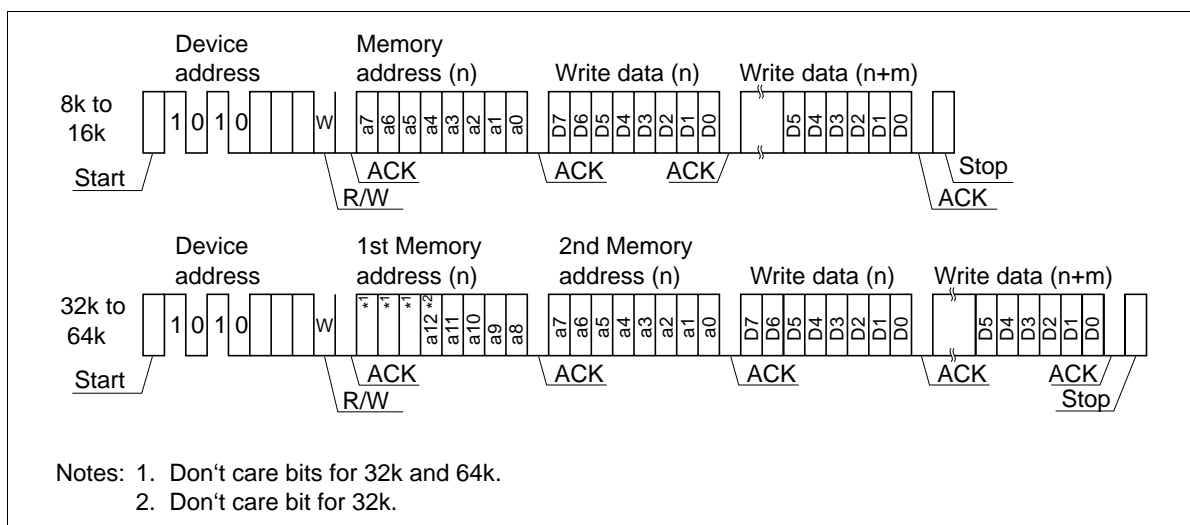 Device address
Memory address (n)
Write data (n)
Write data (n+m)
8k to 16k
1 0 1 0 W a7 a6 a5 a4 a3 a2 a1 a0 D7 D6 D5 D4 D3 D2 D1 D0 D5 D4 D3 D2 D1 D0
Start
R/W
ACK
ACK
ACK
ACK
Stop
Device address
1st Memory address (n)
2nd Memory address (n)
Write data (n)
Write data (n+m)
32k to 64k
1 0 1 0 W *1 *1 *1 a12*2 a11 a10 a9 a8 a7 a6 a5 a4 a3 a2 a1 a0 D7 D6 D5 D4 D3 D2 D1 D0 D5 D4 D3 D2 D1 D0
Start
R/W
ACK
ACK
ACK
ACK
ACK
Stop
Notes: 1. Don‘t care bits for 32k and 64k.
2. Don‘t care bit for 32k.